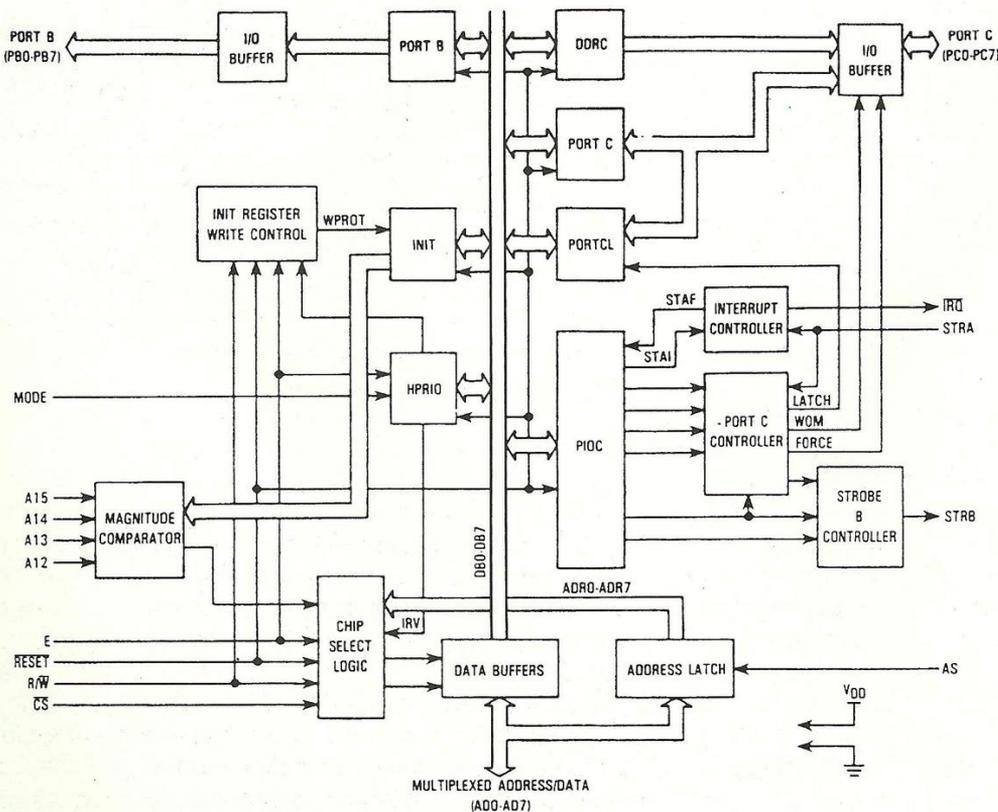 PORT B
(PB0-PB7)
I/O
BUFFER
PORT B
DDRC
I/O
BUFFER
PORT C
(PC0-PC7)
PORT C
INIT REGISTER
WRITE CONTROL
WPROT
INIT
PORTCL
STAF
INTERRUPT
CONTROLLER
IRQ
STRA
STAI
HPRIO
MODE
LATCH
PORT C
CONTROLLER
WOM
FORCE
PIOC
A15
A14
A13
A12
MAGNITUDE
COMPARATOR
STROBE
B
CONTROLLER
STRB
DB0-DB7
ADR0-ADR7
CHIP
SELECT
LOGIC
IRV
E
RESET
R/W
CS
DATA BUFFERS
ADDRESS LATCH
AS
VDD
MULTIPLEXED ADDRESS/DATA
(AD0-AD7)